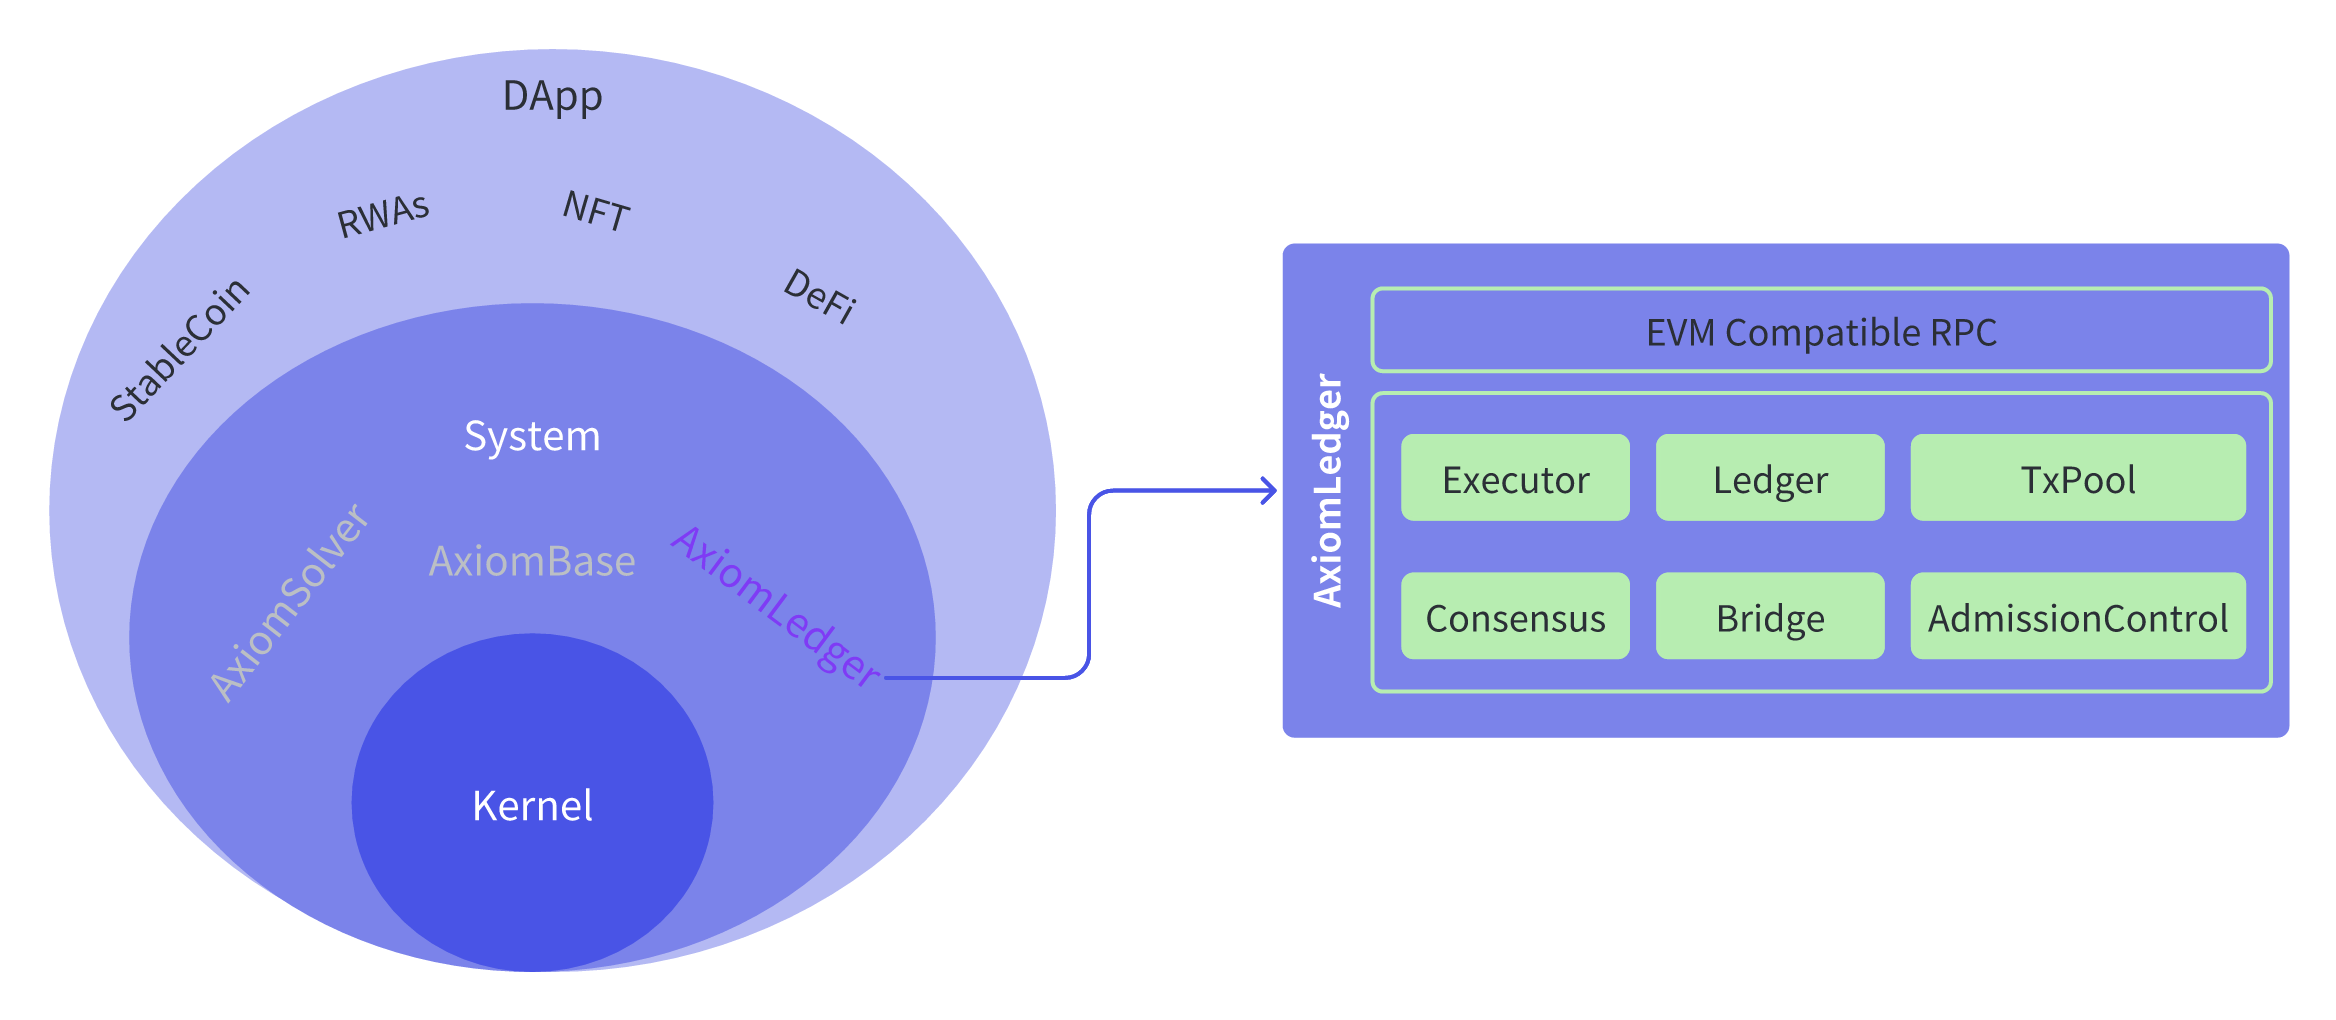 DApp
RWAs
NFT
StableCoin
DeFi
System
AxiomSolver
AxiomBase
AxiomLedger
Kernel
AxiomLedger
EVM Compatible RPC
Executor
Ledger
TxPool
Consensus
Bridge
AdmissionControl